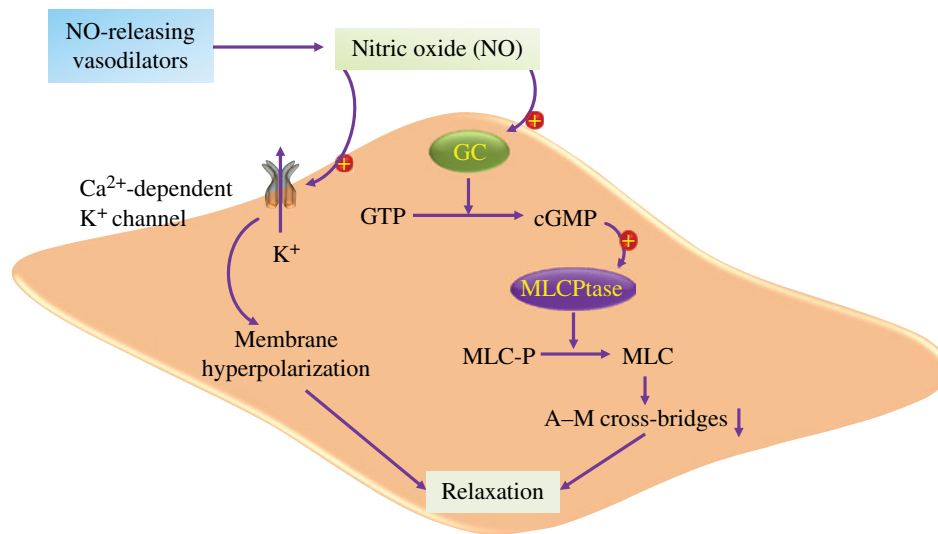 NO-releasing
vasodilators
Nitric oxide (NO)
+
+
GC
Ca²⁺-dependent
K⁺ channel
K⁺
GTP
cGMP
+
MLCPtase
Membrane
hyperpolarization
MLC-P
MLC
A–M cross-bridges
Relaxation